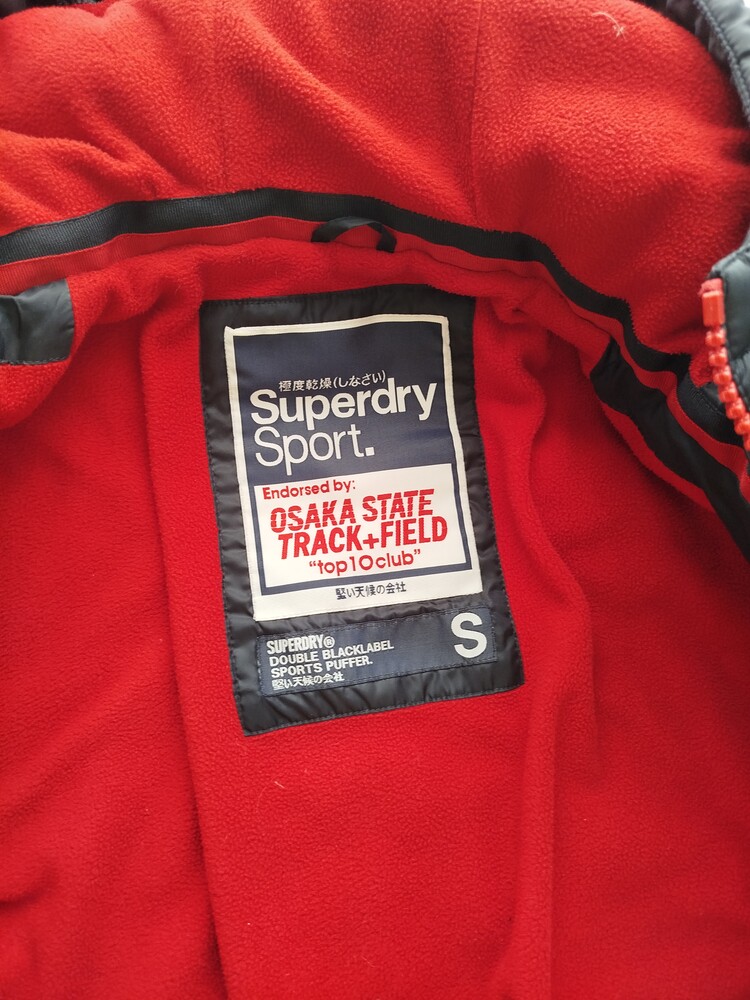 極度乾燥(しなさい)
Superdry
Sport.
Endorsed by:
OSAKA STATE
TRACK+FIELD
“top10club”
堅い天候の会社
SUPERDRY®
DOUBLE BLACKLABEL
SPORTS PUFFER.
堅い天候の会社
S